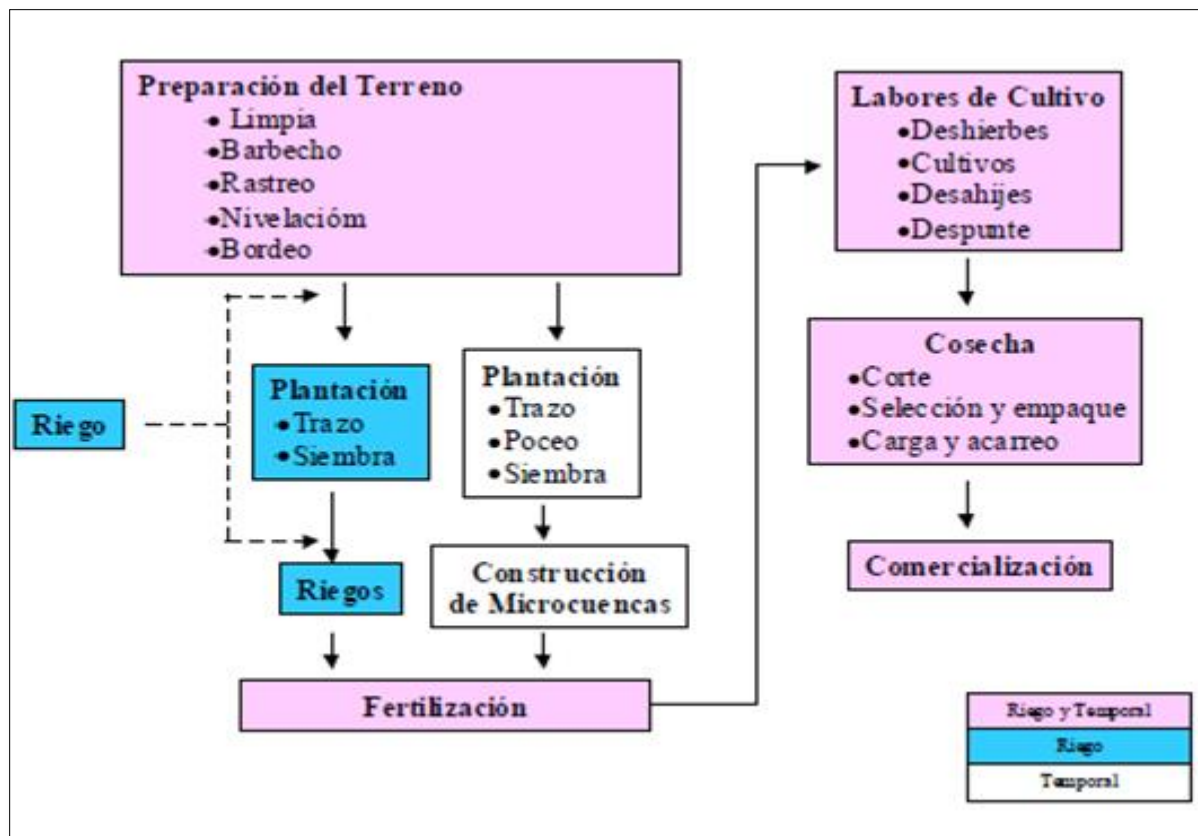 Preparación del Terreno
• Limpia
•Barbecho
•Rastreo
•Nivelacióm
•Bordeo
Riego
Plantación
• Trazo
• Siembra
Riegos
Plantación
• Trazo
• Poceo
• Siembra
Construcción
de Microcuencas
Fertilización
Labores de Cultivo
•Deshierbes
•Cultivos
•Desahijes
•Despunte
Cosecha
•Corte
•Selección y empaque
•Carga y acarreo
Comercialización
Riego y Temporal
Riego
Temporal